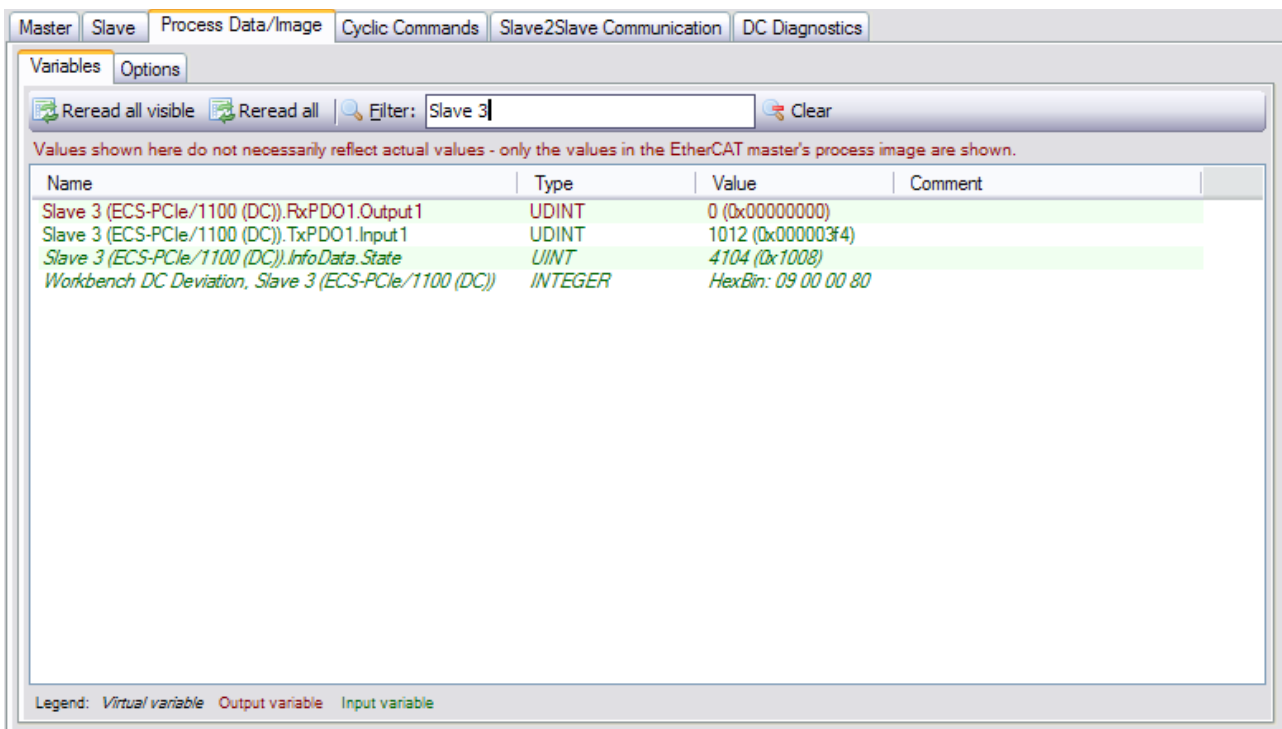 Master Slave Process Data/Image Cyclic Commands Slave2Slave Communication DC Diagnostics
Variables Options
Reread all visible Reread all Filter: Slave 3 Clear
Values shown here do not necessarily reflect actual values - only the values in the EtherCAT master's process image are shown.
Name Type Value Comment
Slave 3 (ECS-PCIe/1100 (DC)).RxPDO1.Output1 UDINT 0 (0x00000000)
Slave 3 (ECS-PCIe/1100 (DC)).TxPDO1.Input1 UDINT 1012 (0x000003f4)
Slave 3 (ECS-PCIe/1100 (DC)).InfoData.State UINT 4104 (0x1008)
Workbench DC Deviation, Slave 3 (ECS-PCIe/1100 (DC)) INTEGER HexBin: 09 00 00 80
Legend: Virtual variable Output variable Input variable